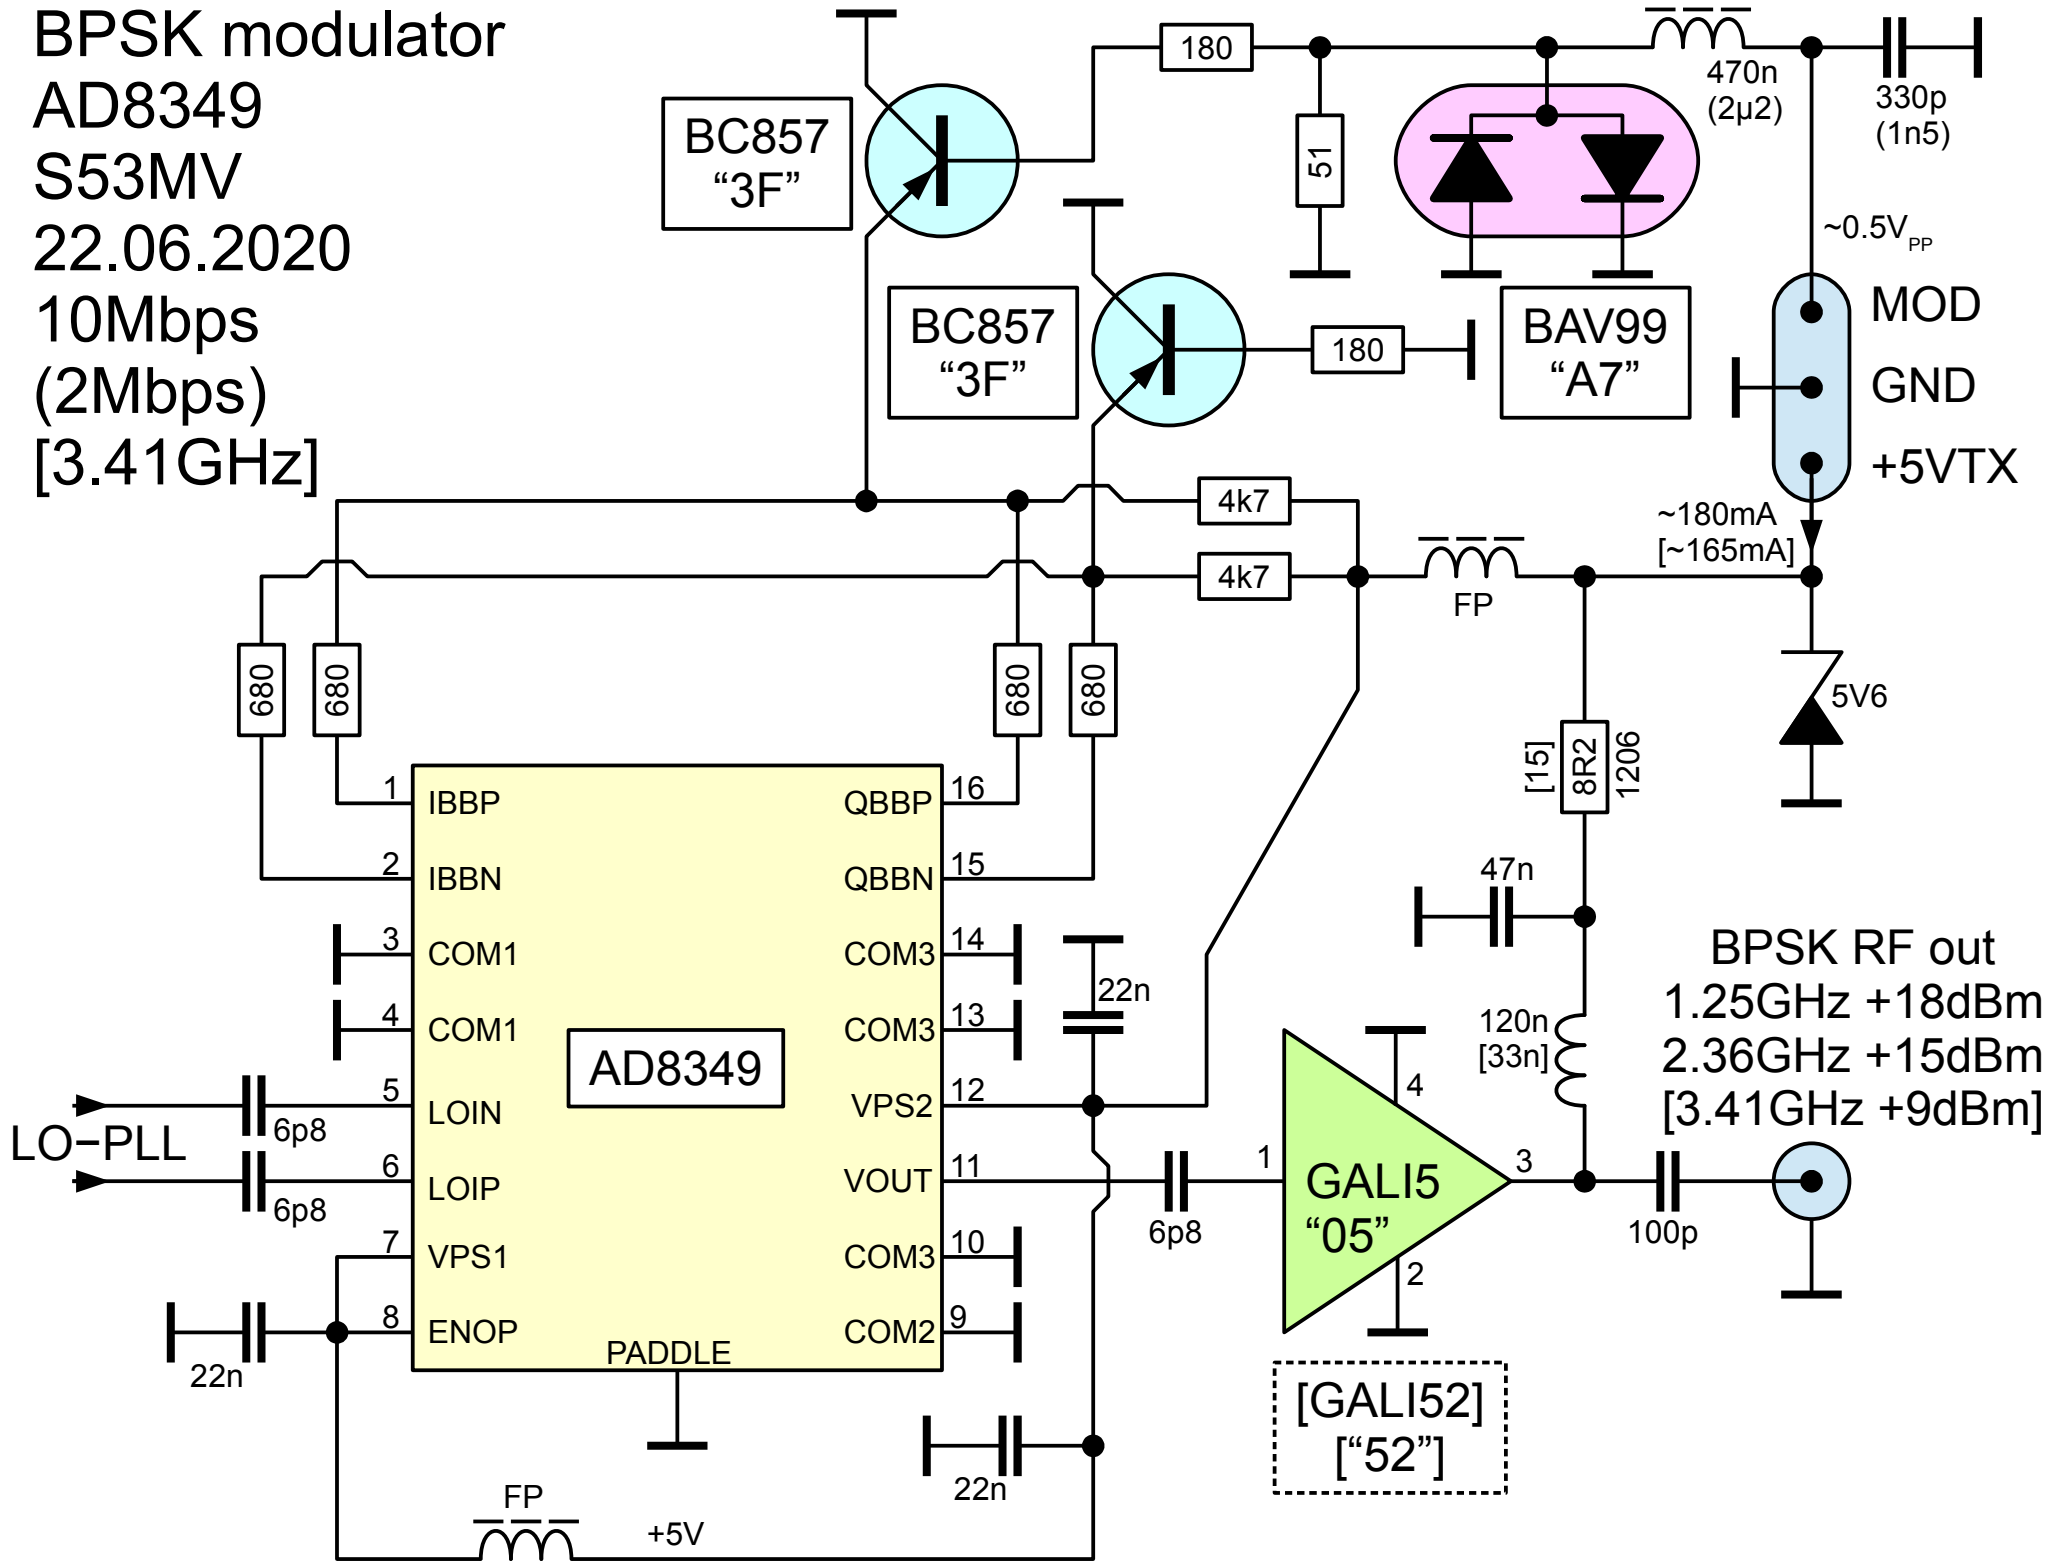 BPSK modulator
AD8349
S53MV
22.06.2020
10Mbps
(2Mbps)
[3.41GHz]
BC857
“3F”
180
51
470n
(2µ2)
330p
(1n5)
~0.5VPP
BC857
“3F”
180
BAV99
“A7”
MOD
GND
+5VTX
~180mA
[~165mA]
4k7
4k7
FP
5V6
680
680
680
680
[15]
8R2
1206
47n
120n
[33n]
BPSK RF out
1.25GHz +18dBm
2.36GHz +15dBm
[3.41GHz +9dBm]
1
IBBP
2
IBBN
3
COM1
4
COM1
5
LOIN
6
LOIP
7
VPS1
8
ENOP
AD8349
PADDLE
QBBP
16
QBBN
15
COM3
14
COM3
13
VPS2
12
VOUT
11
COM3
10
COM2
9
LO−PLL
6p8
6p8
22n
22n
22n
FP
+5V
6p8
1
GALI5
“05”
4
2
3
100p
[GALI52]
[“52”]